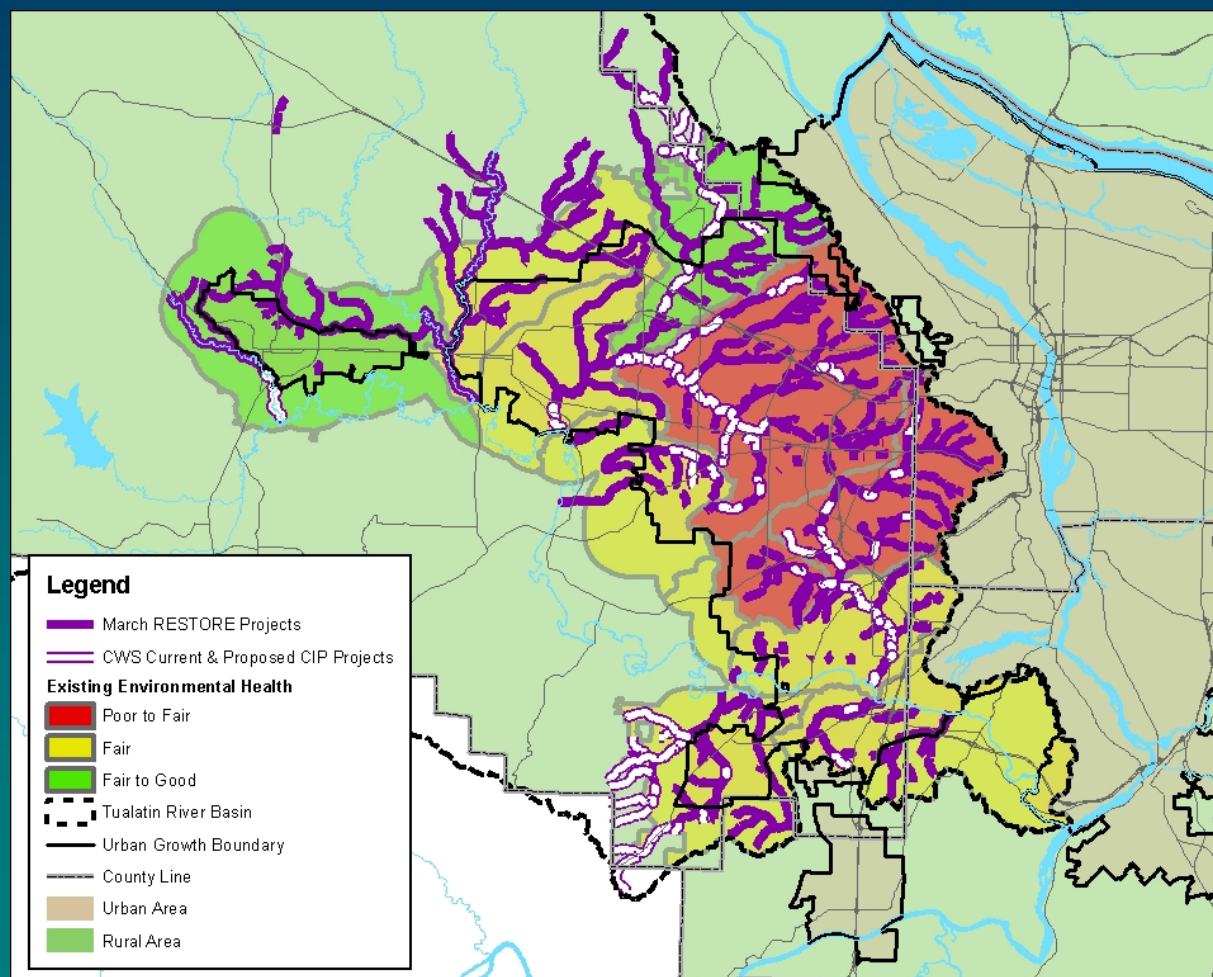 Legend
March RESTORE Projects
CWS Current & Proposed CIP Projects
Existing Environmental Health
Poor to Fair
Fair
Fair to Good
Tualatin River Basin
Urban Growth Boundary
County Line
Urban Area
Rural Area